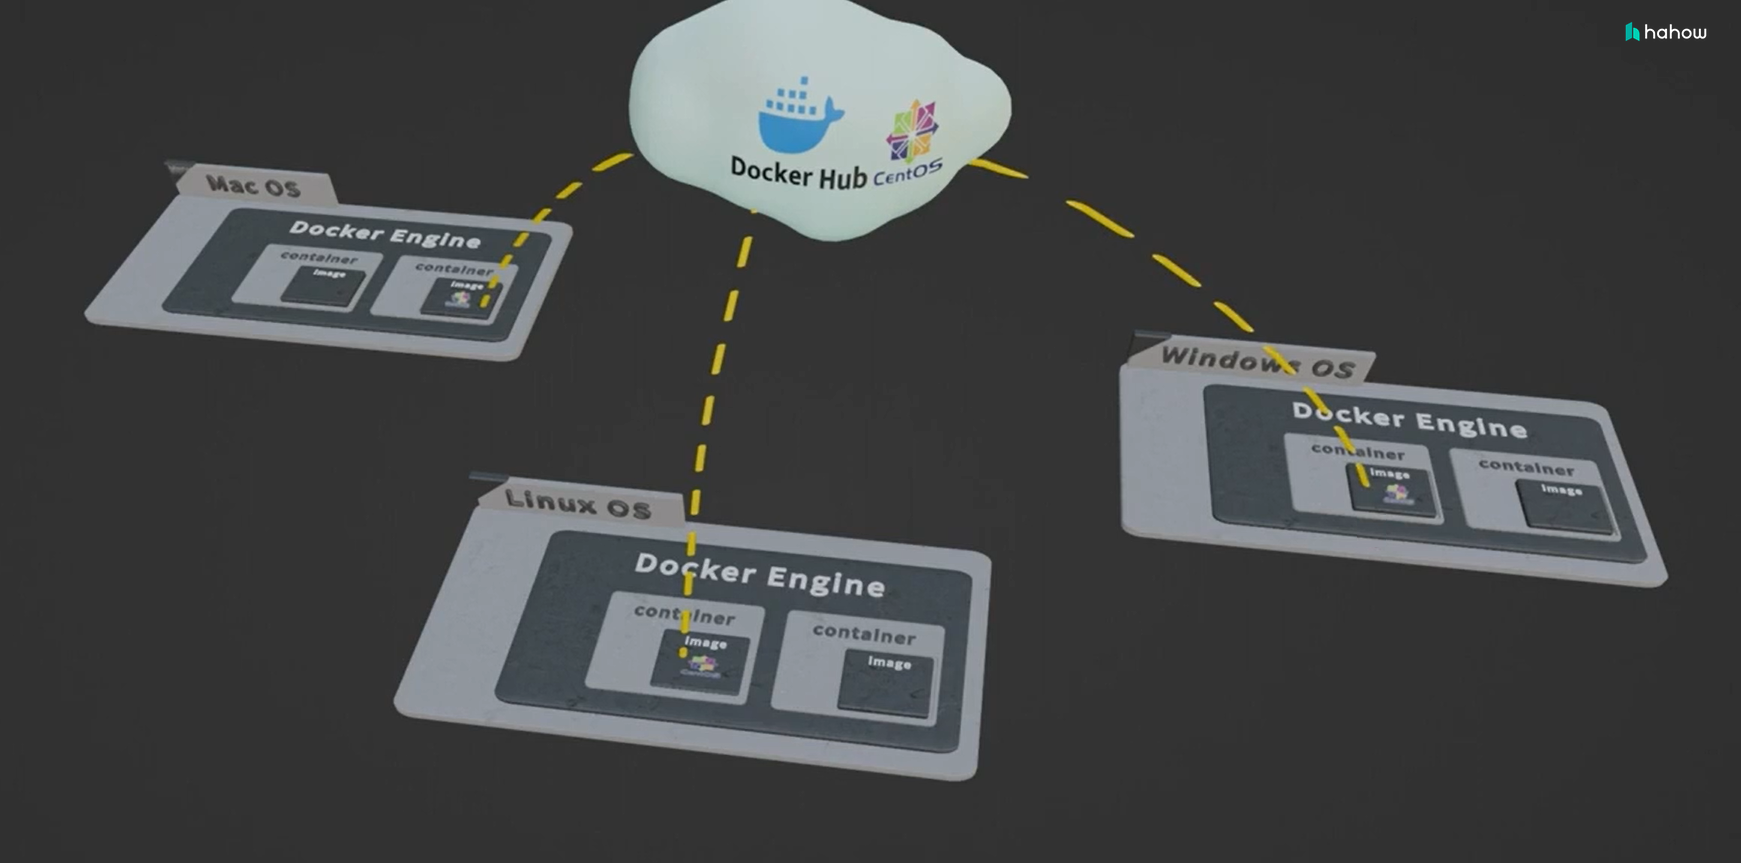 hahow
Docker Hub
CentOS
Mac OS
Docker Engine
container
image
container
image
Windows OS
Docker Engine
container
image
container
image
Linux OS
Docker Engine
container
image
container
image